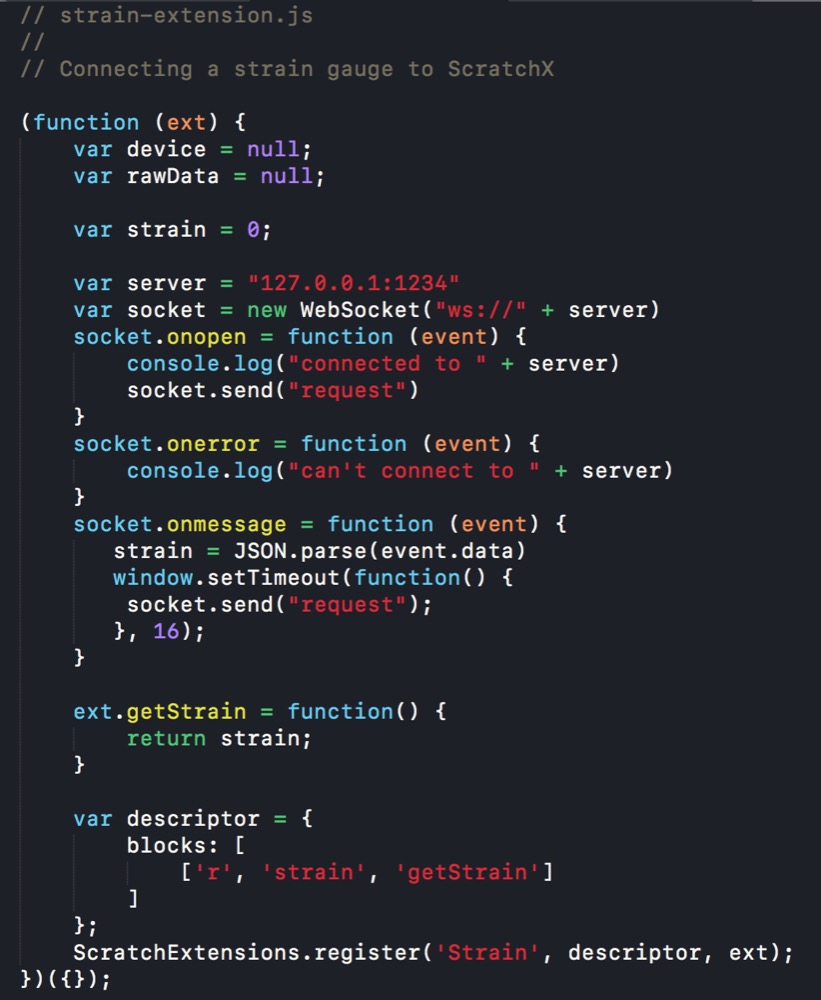 // strain-extension.js
//
// Connecting a strain gauge to ScratchX
(function (ext) {
var device = null;
var rawData = null;
var strain = 0;
var server = "127.0.0.1:1234"
var socket = new WebSocket("ws://" + server)
socket.onopen = function (event) {
console.log("connected to " + server)
socket.send("request")
}
socket.onerror = function (event) {
console.log("can't connect to " + server)
}
socket.onmessage = function (event) {
strain = JSON.parse(event.data)
window.setTimeout(function() {
socket.send("request");
}, 16);
}
ext.getStrain = function() {
return strain;
}
var descriptor = {
blocks: [
['r', 'strain', 'getStrain']
]
};
ScratchExtensions.register('Strain', descriptor, ext);
})({});